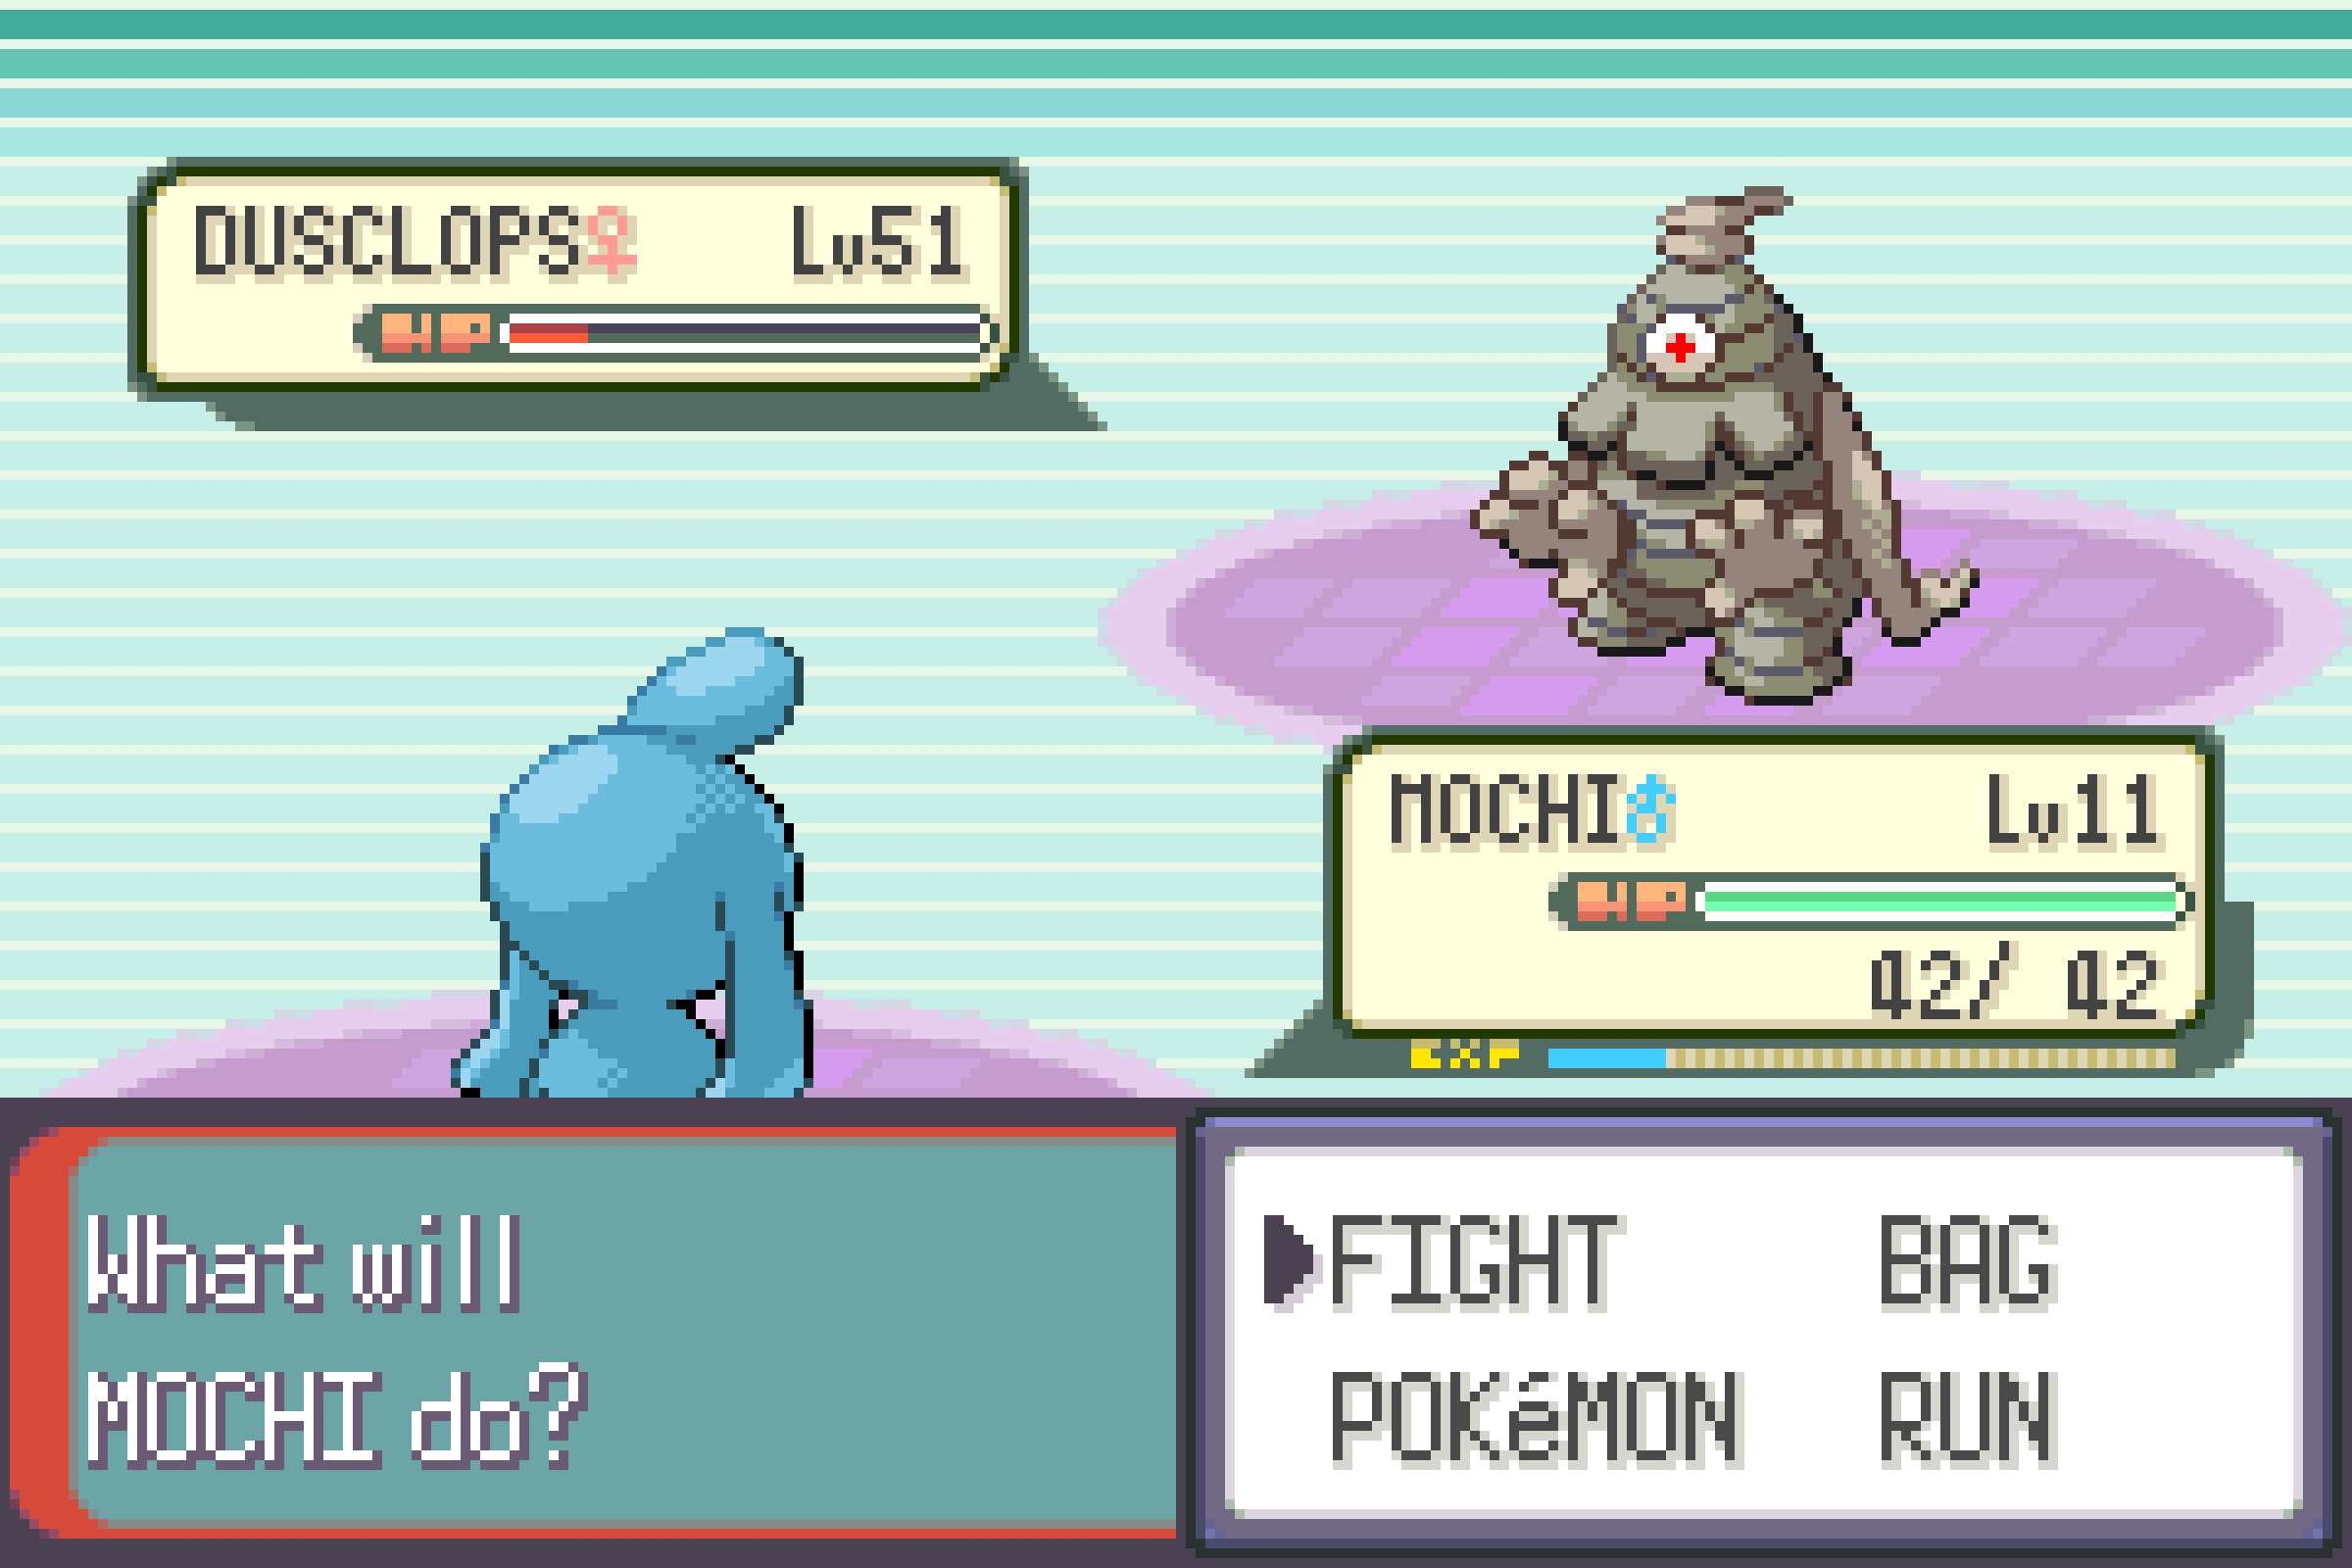 DUSCLOPS♀ Lv51
HP
MOCHI♂ Lv11
HP
42/ 42
EXP
What will
MOCHI do?
FIGHT BAG
POKéMON RUN